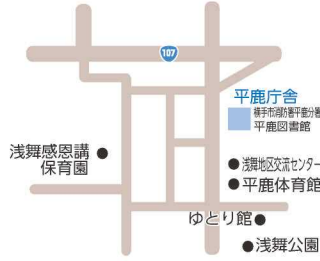 107
平鹿庁舎
横手市消防署平鹿分署
平鹿図書館
浅舞感恩講
保育園
浅舞地区交流センター
平鹿体育館
ゆとり館
浅舞公園